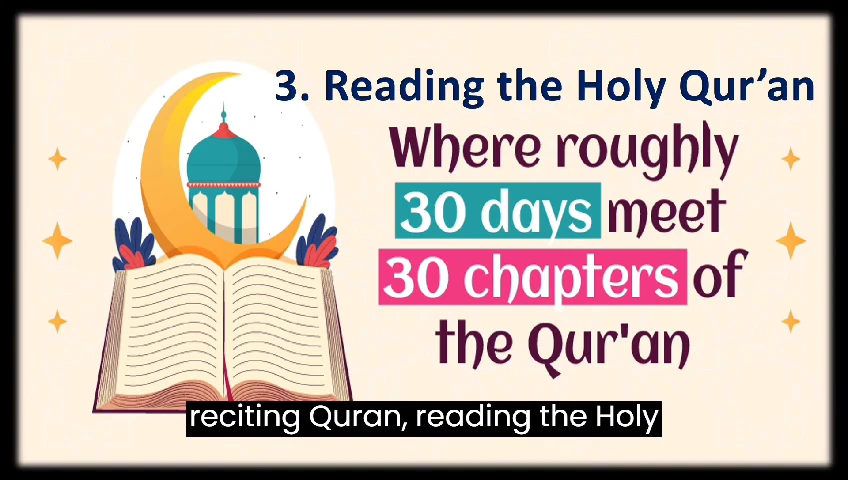 3. Reading the Holy Qur’an
Where roughly
30 days meet
30 chapters of
the Qur'an
reciting Quran, reading the Holy